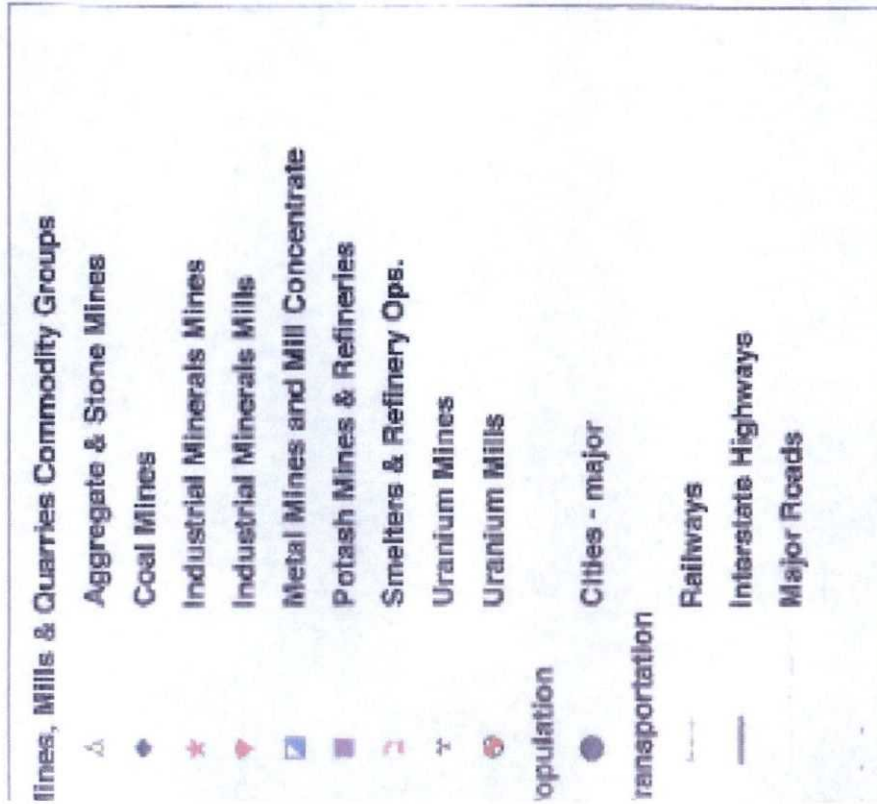 lines, Mills & Quarries Commodity Groups
Aggregate & Stone Mines
Coal Mines
Industrial Minerals Mines
Industrial Minerals Mills
Metal Mines and Mill Concentrate
Potash Mines & Refineries
Smelters & Refinery Ops.
Uranium Mines
Uranium Mills
opulation
Cities - major
ransportation
Railways
Interstate Highways
Major Roads